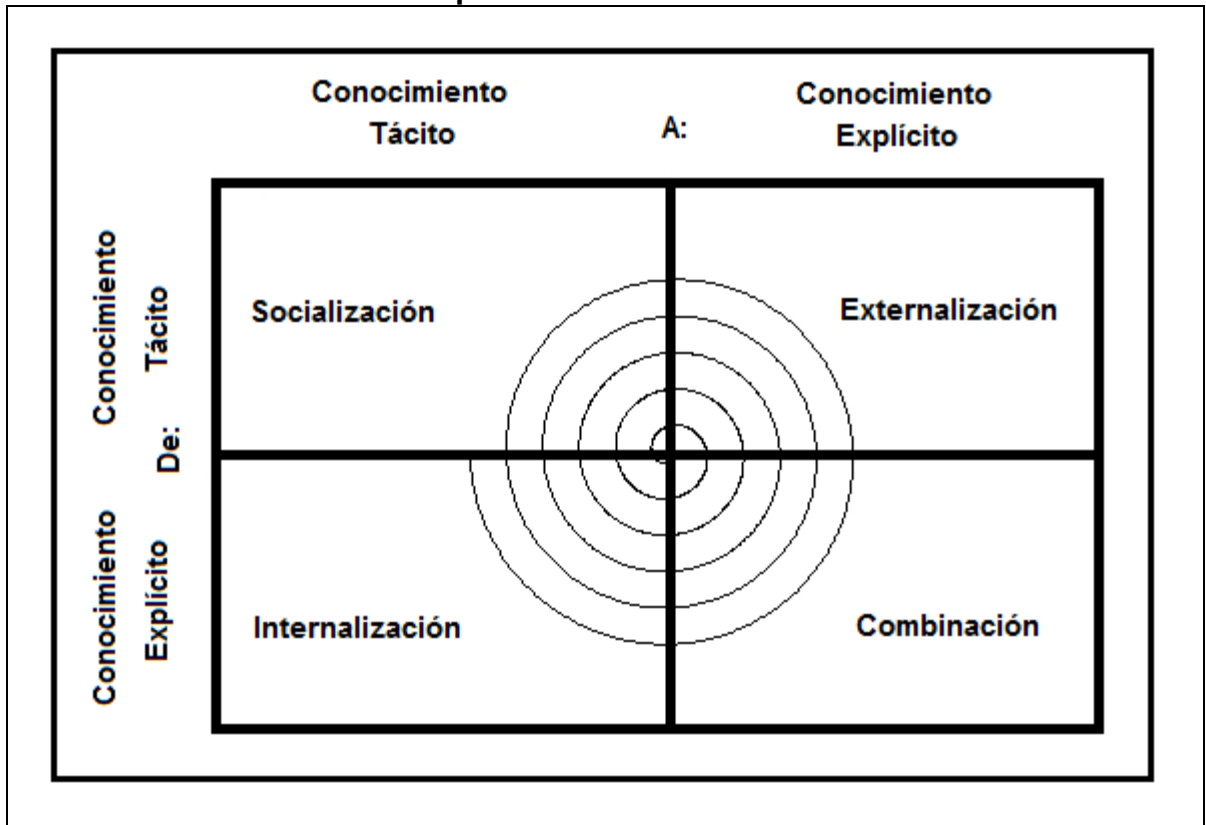 Conocimiento
Tácito
A:
Conocimiento
Explícito
Conocimiento
Tácito
De:
Conocimiento
Explícito
Socialización
Externalización
Internalización
Combinación